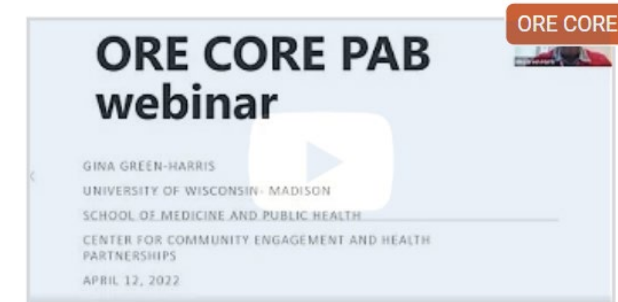 ORE CORE
ORE CORE PAB
webinar
GINA GREEN-HARRIS
UNIVERSITY OF WISCONSIN- MADISON
SCHOOL OF MEDICINE AND PUBLIC HEALTH
CENTER FOR COMMUNITY ENGAGEMENT AND HEALTH
PARTNERSHIPS
APRIL 12, 2022